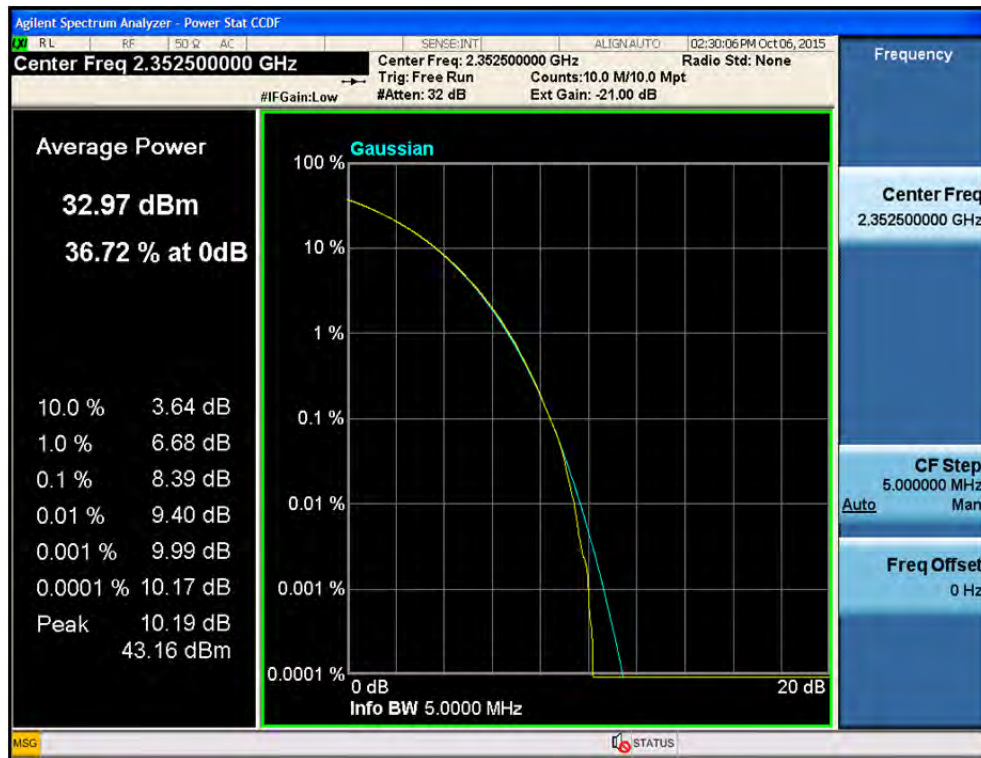 Agilent Spectrum Analyzer - Power Stat CCDF
LXI RL RF 50 Ω AC SENSE:INT ALIGNAUTO 02:30:06 PM Oct 06, 2015
Center Freq 2.352500000 GHz
Center Freq: 2.352500000 GHz Radio Std: None
Trig: Free Run Counts:10.0 M/10.0 Mpt
#IFGain:Low #Atten: 32 dB Ext Gain: -21.00 dB
Average Power
32.97 dBm
36.72 % at 0dB
10.0 % 3.64 dB
1.0 % 6.68 dB
0.1 % 8.39 dB
0.01 % 9.40 dB
0.001 % 9.99 dB
0.0001 % 10.17 dB
Peak 10.19 dB
43.16 dBm
Gaussian
100 %
10 %
1 %
0.1 %
0.01 %
0.001 %
0.0001 %
0 dB 20 dB
Info BW 5.0000 MHz
Frequency
Center Freq
2.352500000 GHz
CF Step
5.000000 MHz
Auto Man
Freq Offset
0 Hz
MSG STATUS